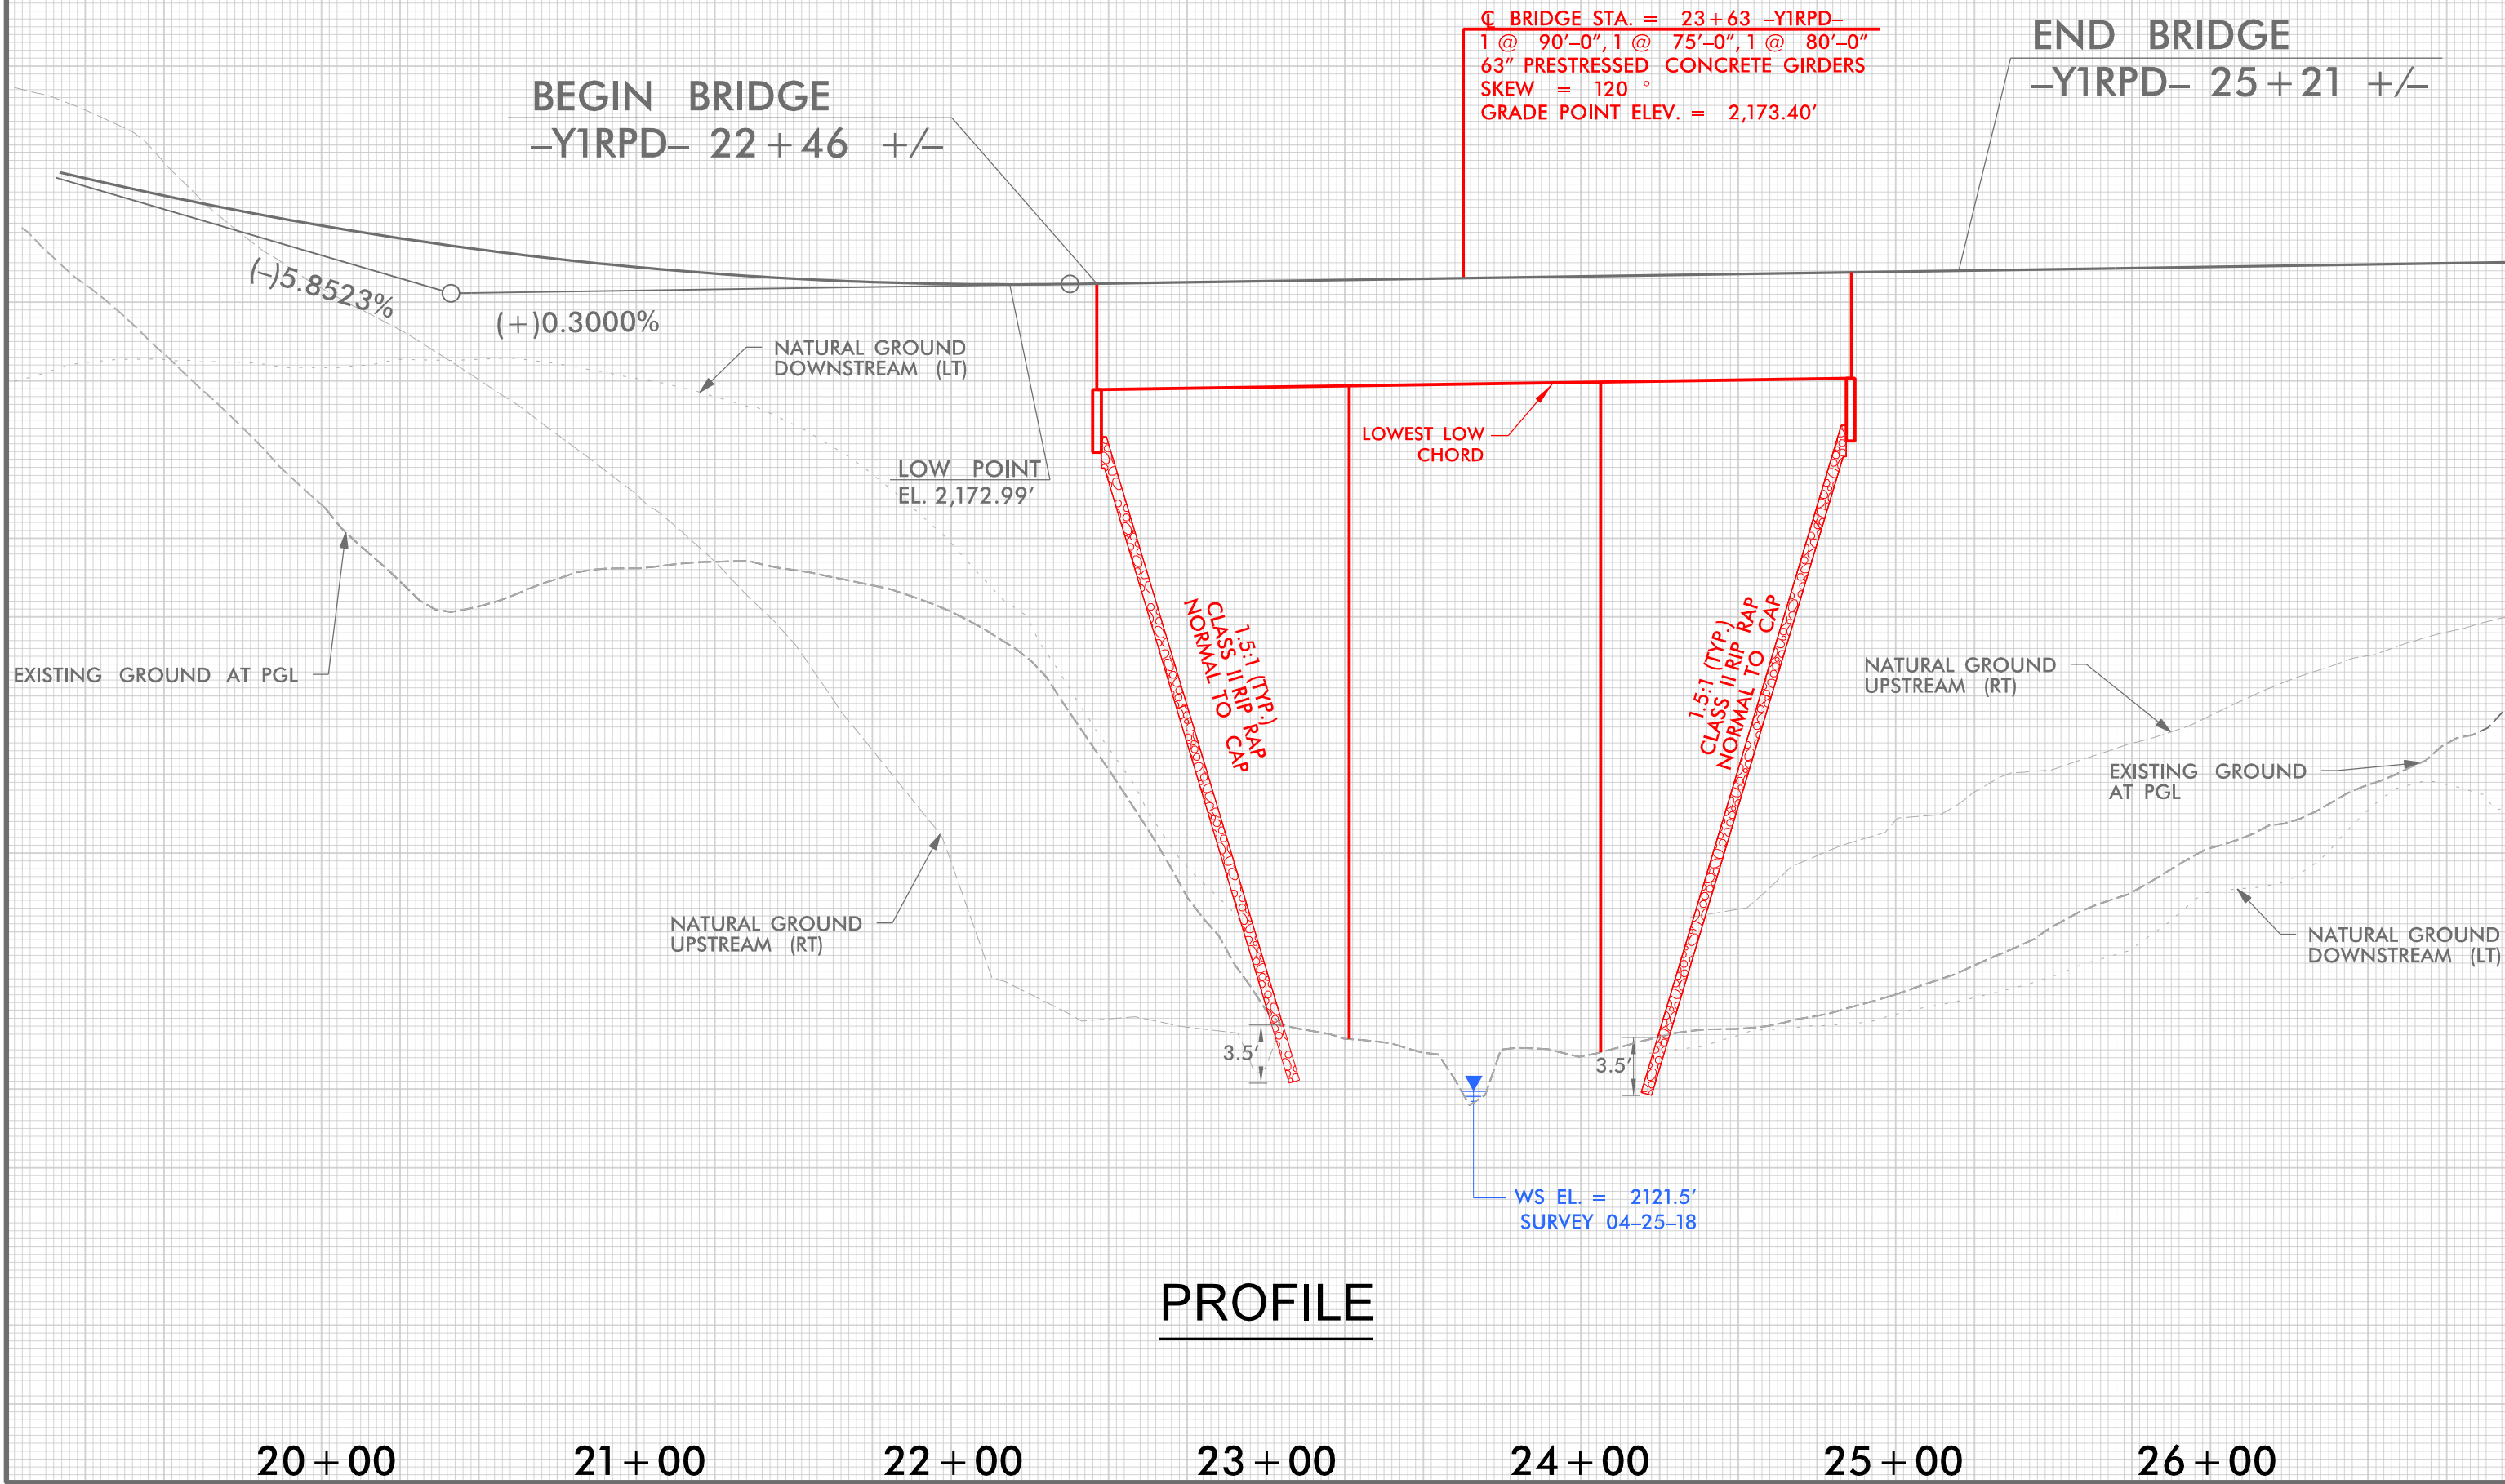 ℄ BRIDGE STA. = 23+63 –Y1RPD–
1 @ 90'–0", 1 @ 75'–0", 1 @ 80'–0"
63" PRESTRESSED CONCRETE GIRDERS
SKEW = 120 °
GRADE POINT ELEV. = 2,173.40'
END BRIDGE
–Y1RPD– 25+21 +/–
BEGIN BRIDGE
–Y1RPD– 22+46 +/–
(–)5.8523%
(+)0.3000%
NATURAL GROUND
DOWNSTREAM (LT)
LOWEST LOW
CHORD
LOW POINT
EL. 2,172.99'
EXISTING GROUND AT PGL
1.5:1 (TYP.)
CLASS II RIP RAP
NORMAL TO CAP
1.5:1 (TYP.)
CLASS II RIP RAP
NORMAL TO CAP
NATURAL GROUND
UPSTREAM (RT)
EXISTING GROUND
AT PGL
NATURAL GROUND
UPSTREAM (RT)
NATURAL GROUND
DOWNSTREAM (LT)
3.5'
3.5'
WS EL. = 2121.5'
SURVEY 04–25–18
PROFILE
20+00 21+00 22+00 23+00 24+00 25+00 26+00